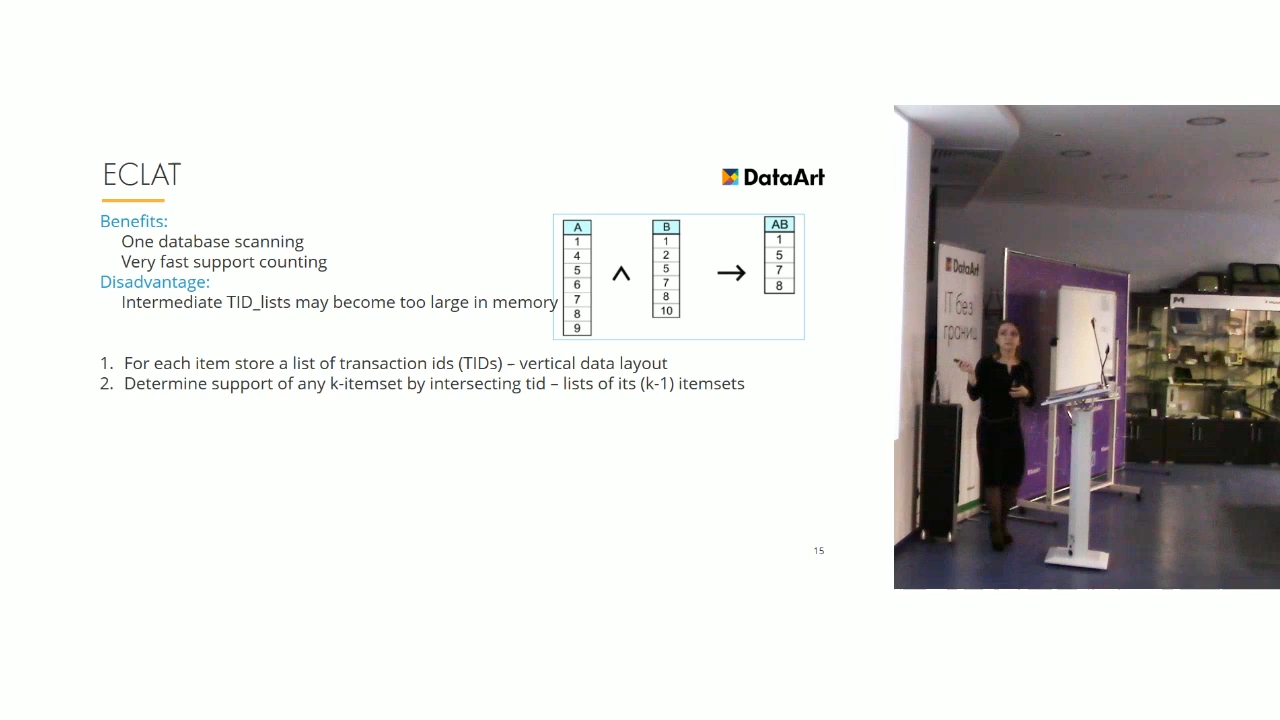 ECLAT
DataArt
Benefits:
One database scanning
Very fast support counting
Disadvantage:
Intermediate TID_lists may become too large in memory
A
1
4
5
6
7
8
9
∧
B
1
2
5
7
8
10
→
AB
1
5
7
8
1. For each item store a list of transaction ids (TIDs) – vertical data layout
2. Determine support of any k-itemset by intersecting tid – lists of its (k-1) itemsets
15
DataArt
IT без
границ